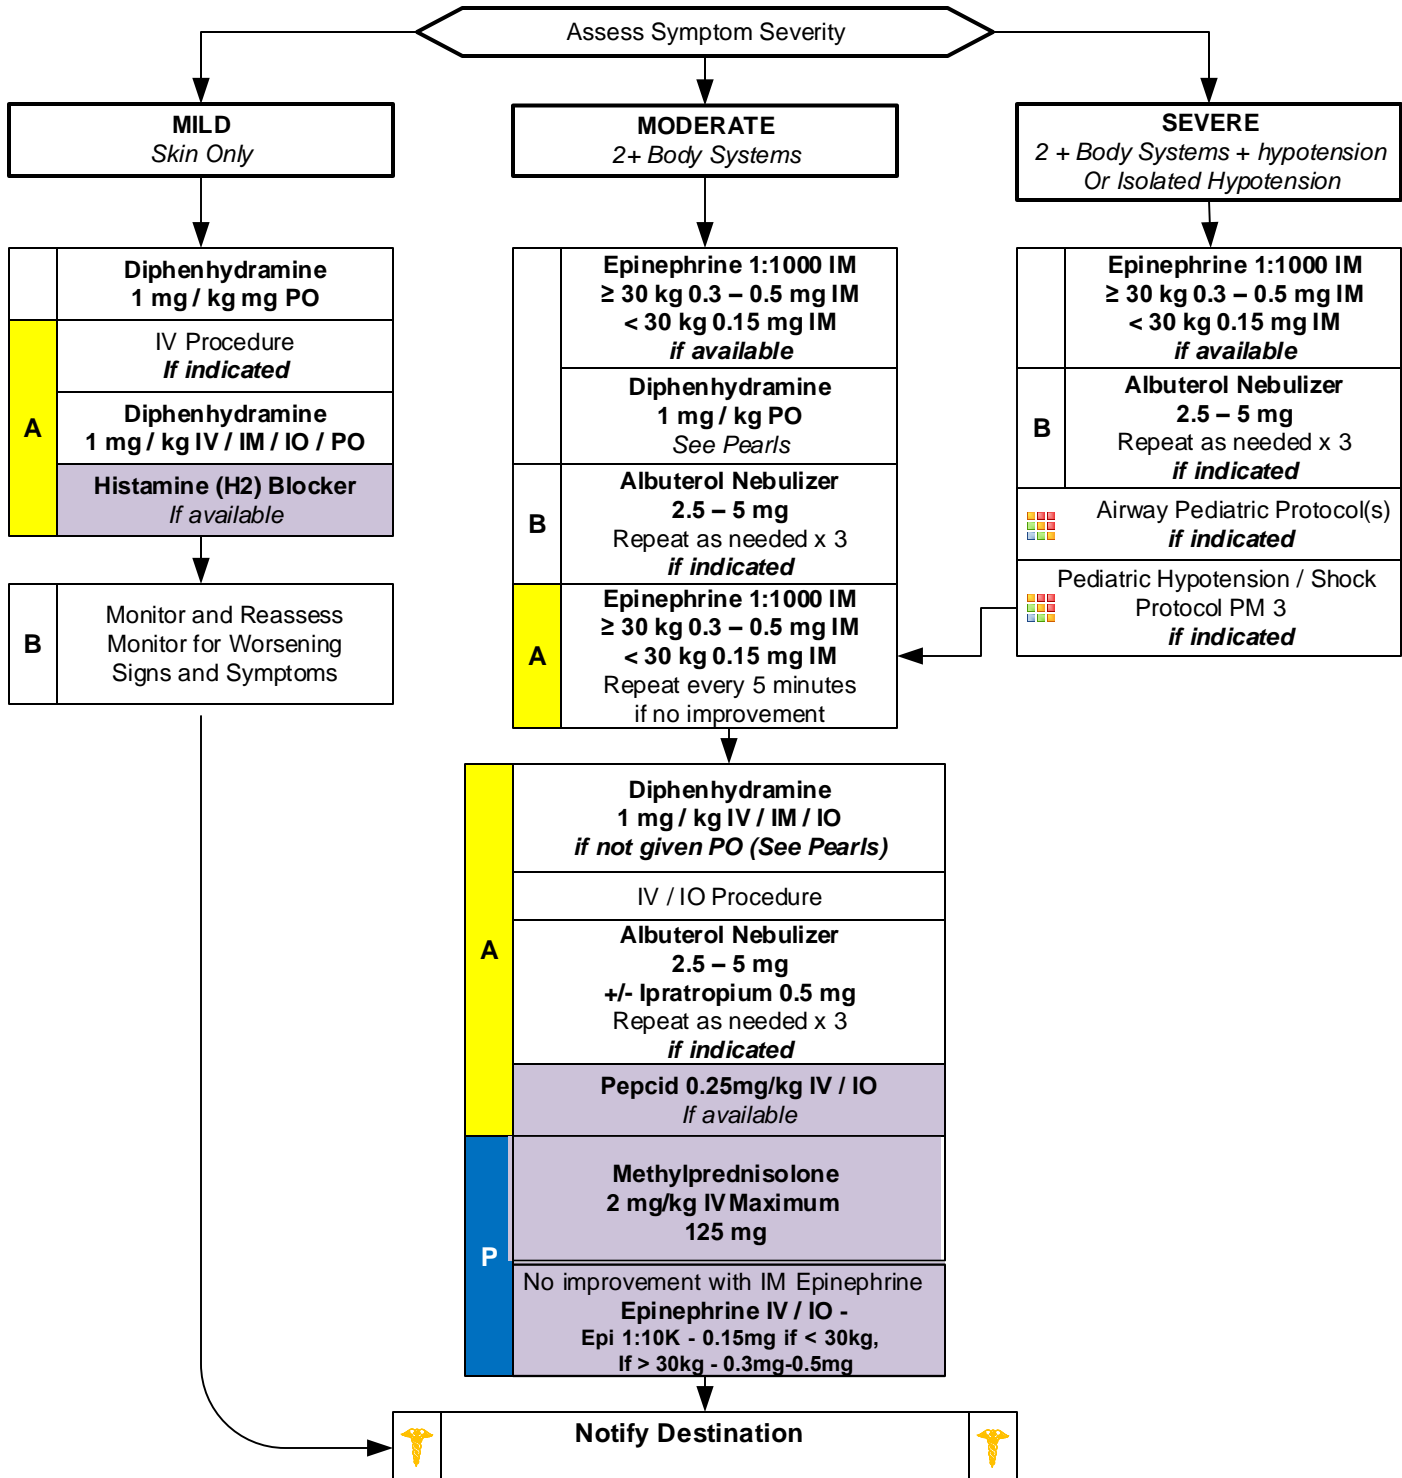 Assess Symptom Severity
MILD
Skin Only
Diphenhydramine
1 mg / kg mg PO
A
IV Procedure
If indicated
Diphenhydramine
1 mg / kg IV / IM / IO / PO
Histamine (H2) Blocker
If available
B
Monitor and Reassess
Monitor for Worsening
Signs and Symptoms
MODERATE
2+ Body Systems
Epinephrine 1:1000 IM
≥ 30 kg 0.3 – 0.5 mg IM
< 30 kg 0.15 mg IM
if available
Diphenhydramine
1 mg / kg PO
See Pearls
B
Albuterol Nebulizer
2.5 – 5 mg
Repeat as needed x 3
if indicated
A
Epinephrine 1:1000 IM
≥ 30 kg 0.3 – 0.5 mg IM
< 30 kg 0.15 mg IM
Repeat every 5 minutes
if no improvement
SEVERE
2 + Body Systems + hypotension
Or Isolated Hypotension
Epinephrine 1:1000 IM
≥ 30 kg 0.3 – 0.5 mg IM
< 30 kg 0.15 mg IM
if available
B
Albuterol Nebulizer
2.5 – 5 mg
Repeat as needed x 3
if indicated
Airway Pediatric Protocol(s)
if indicated
Pediatric Hypotension / Shock
Protocol PM 3
if indicated
A
Diphenhydramine
1 mg / kg IV / IM / IO
if not given PO (See Pearls)
IV / IO Procedure
Albuterol Nebulizer
2.5 – 5 mg
+/- Ipratropium 0.5 mg
Repeat as needed x 3
if indicated
Pepcid 0.25mg/kg IV / IO
If available
P
Methylprednisolone
2 mg/kg IV Maximum
125 mg
No improvement with IM Epinephrine
Epinephrine IV / IO -
Epi 1:10K - 0.15mg if < 30kg,
If > 30kg - 0.3mg-0.5mg
Notify Destination